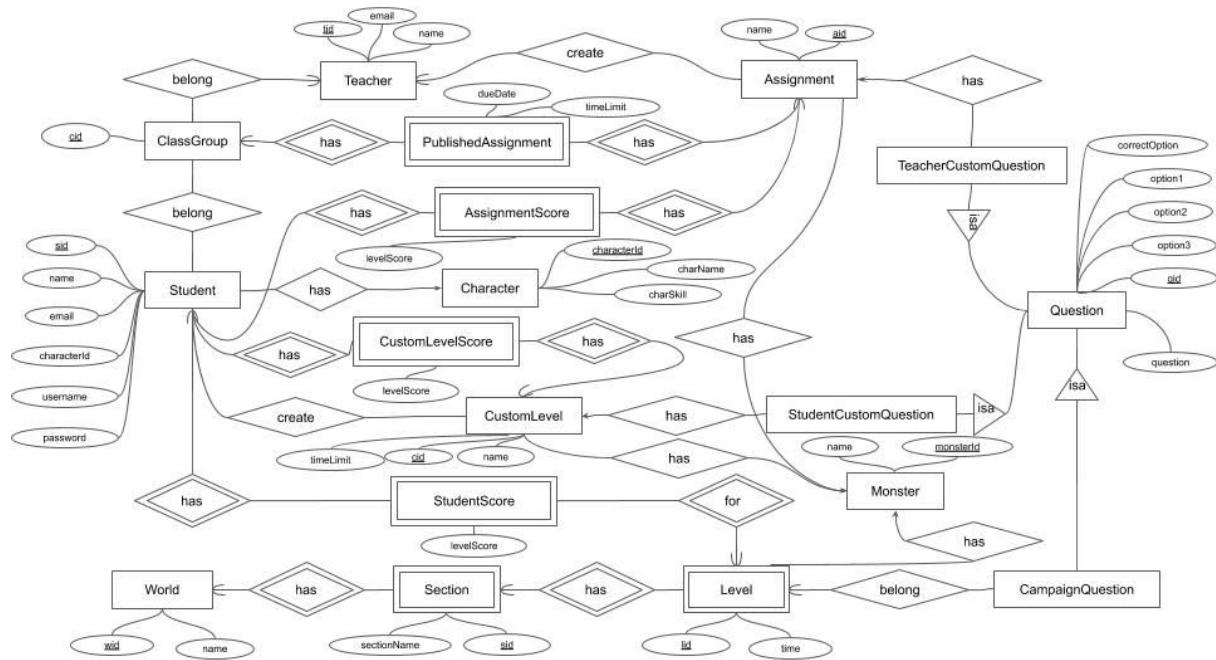 email
tid
name
name
aid
create
belong
Teacher
Assignment
has
dueDate
timeLimit
cid
ClassGroup
has
PublishedAssignment
has
correctOption
TeacherCustomQuestion
option1
belong
has
AssignmentScore
has
isa
option2
sid
levelScore
characterId
option3
name
charName
qid
Student
has
Character
charSkill
Question
email
has
has
CustomLevelScore
has
characterId
levelScore
question
isa
username
create
CustomLevel
has
StudentCustomQuestion
isa
password
timeLimit
cid
name
has
name
monsterId
has
StudentScore
for
Monster
levelScore
has
World
has
Section
has
Level
belong
CampaignQuestion
wid
name
sectionName
sid
lid
time